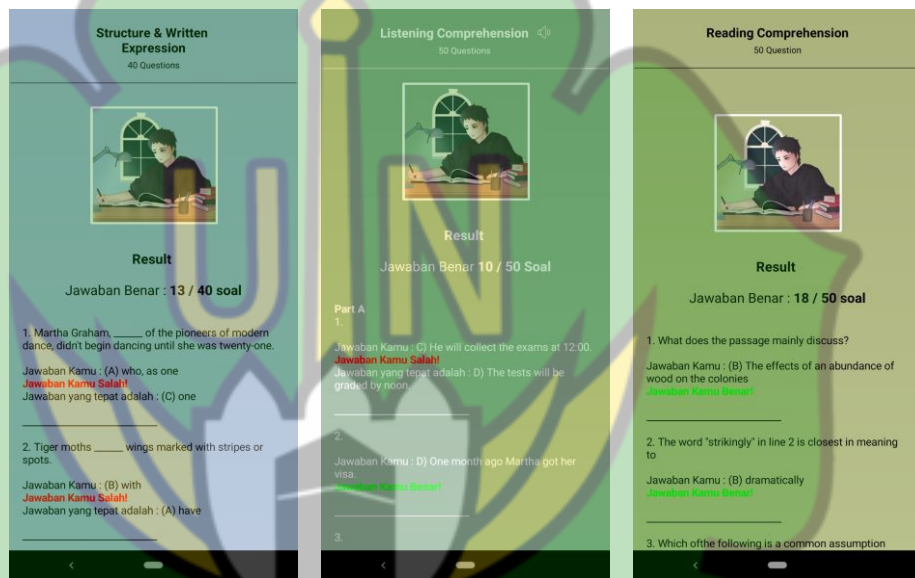 Structure & Written
Expression
40 Questions
Result
Jawaban Benar : 13 / 40 soal
1. Martha Graham, _____ of the pioneers of modern
dance, didn't begin dancing until she was twenty-one.
Jawaban Kamu : (A) who, as one
Jawaban Kamu Salah!
Jawaban yang tepat adalah : (C) one
2. Tiger moths _____ wings marked with stripes or
spots.
Jawaban Kamu : (B) with
Jawaban Kamu Salah!
Jawaban yang tepat adalah : (A) have
Listening Comprehension
50 Questions
Result
Jawaban Benar 10 / 50 Soal
Part A
1.
Jawaban Kamu : C) He will collect the exams at 12:00.
Jawaban Kamu Salah!
Jawaban yang tepat adalah : D) The tests will be
graded by noon.
2.
Jawaban Kamu : D) One month ago Martha got her
visa.
Jawaban Kamu Benar!
3.
Reading Comprehension
50 Question
Result
Jawaban Benar : 18 / 50 soal
1. What does the passage mainly discuss?
Jawaban Kamu : (B) The effects of an abundance of
wood on the colonies
Jawaban Kamu Benar!
2. The word "strikingly" in line 2 is closest in meaning
to
Jawaban Kamu : (B) dramatically
Jawaban Kamu Benar!
3. Which ofthe following is a common assumption
UIN